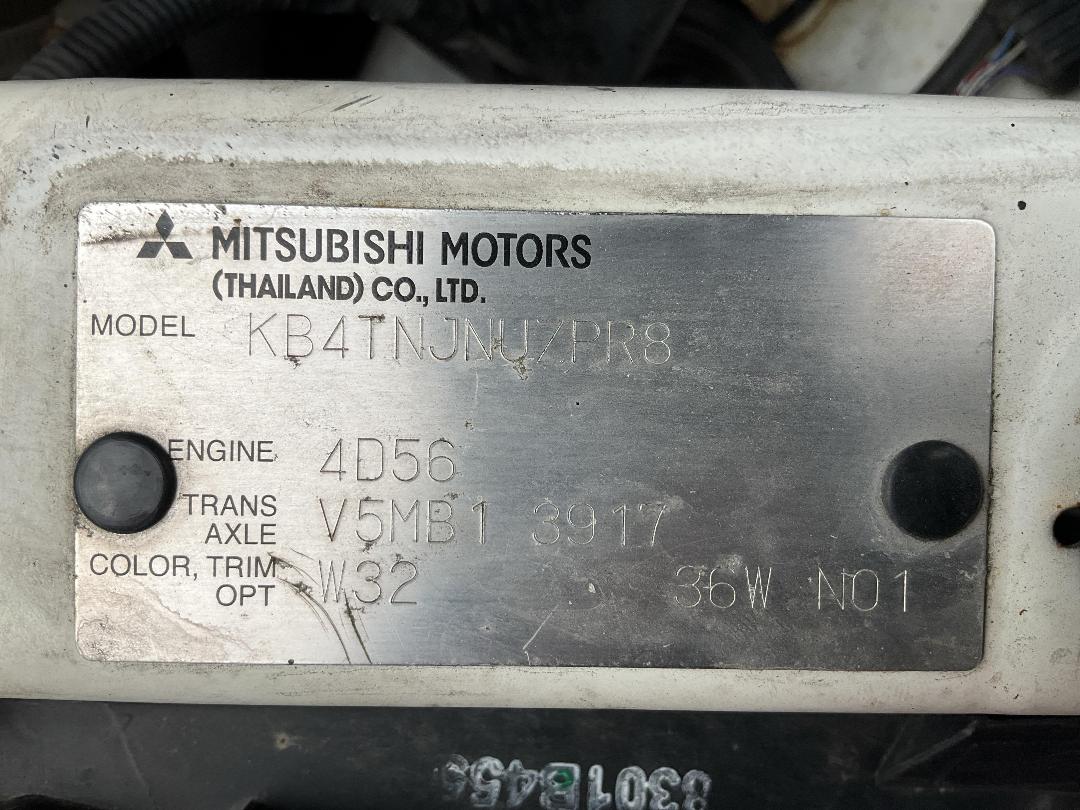 MITSUBISHI MOTORS
(THAILAND) CO., LTD.
MODEL KB4TNJNUZPR8
ENGINE 4D56
TRANS AXLE V5MB1 3917
COLOR, TRIM OPT W32 36W N01
8301B45